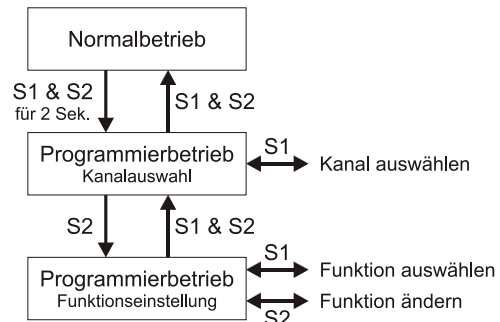 Normalbetrieb
S1 & S2
für 2 Sek.
S1 & S2
Programmierbetrieb
Kanalauswahl
S1
Kanal auswählen
S2
S1 & S2
Programmierbetrieb
Funktionseinstellung
S1
Funktion auswählen
Funktion ändern
S2